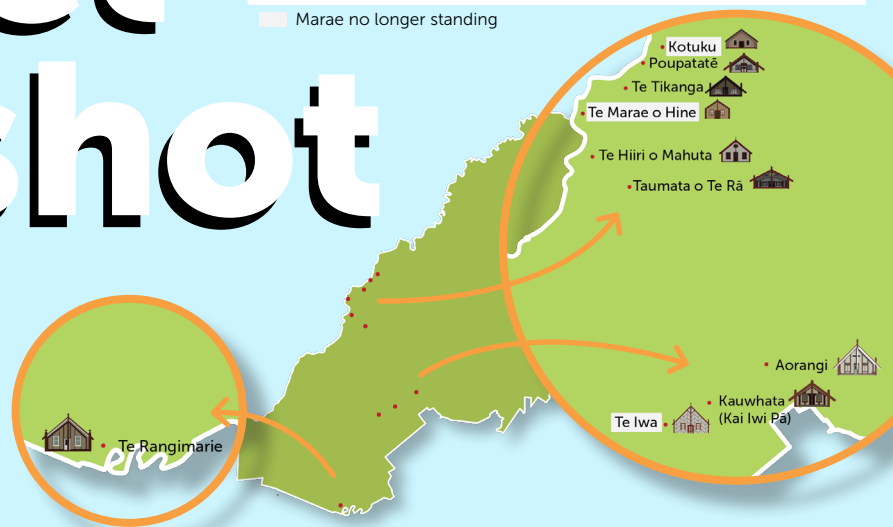 shot
Marae no longer standing
Kotuku
Poupatatē
Te Tikanga
Te Marae o Hine
Te Hiiri o Mahuta
Taumata o Te Rā
Aorangi
Kauwhata
(Kai Iwi Pā)
Te Iwa
Te Rangimarie